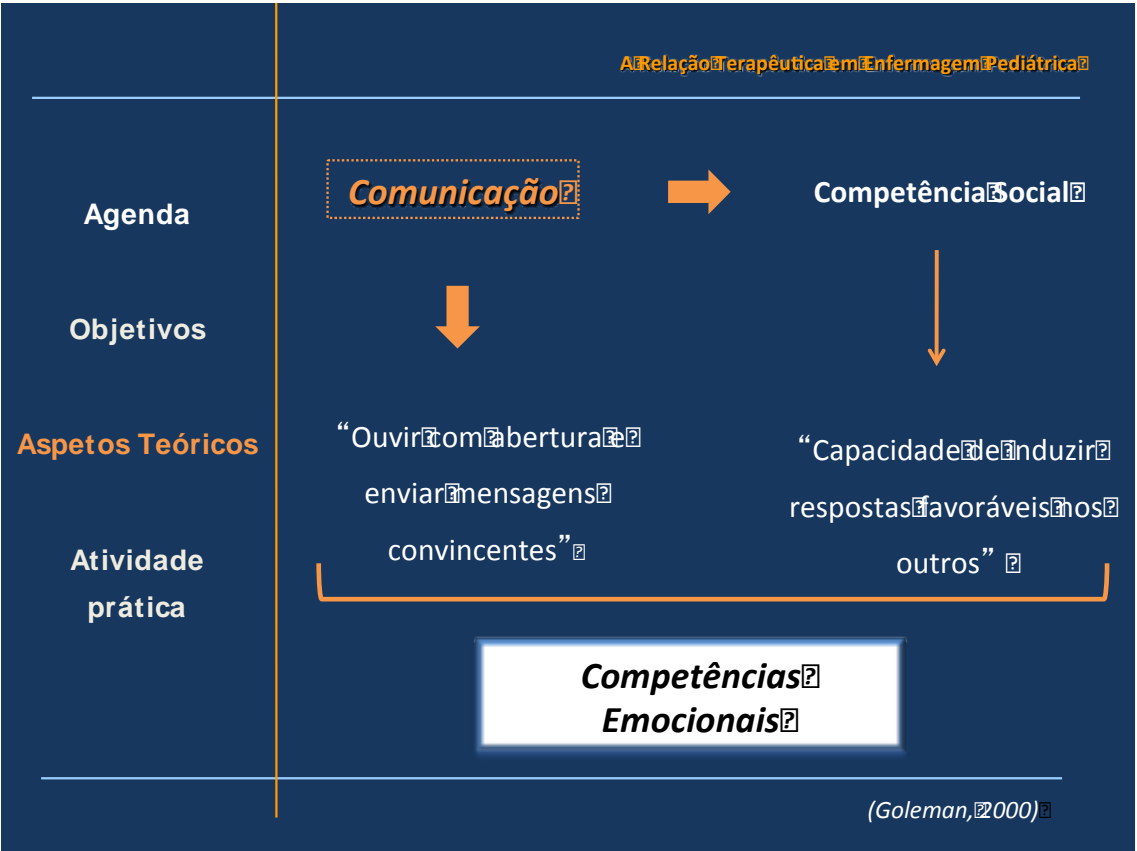 A Relação Terapêutica em Enfermagem Pediátrica
Agenda
Objetivos
Aspetos Teóricos
Atividade
prática
Comunicação
Competência Social
“Ouvir com abertura e
enviar mensagens
convincentes”
“Capacidade de induzir
respostas favoráveis nos
outros”
Competências
Emocionais
(Goleman, 2000)